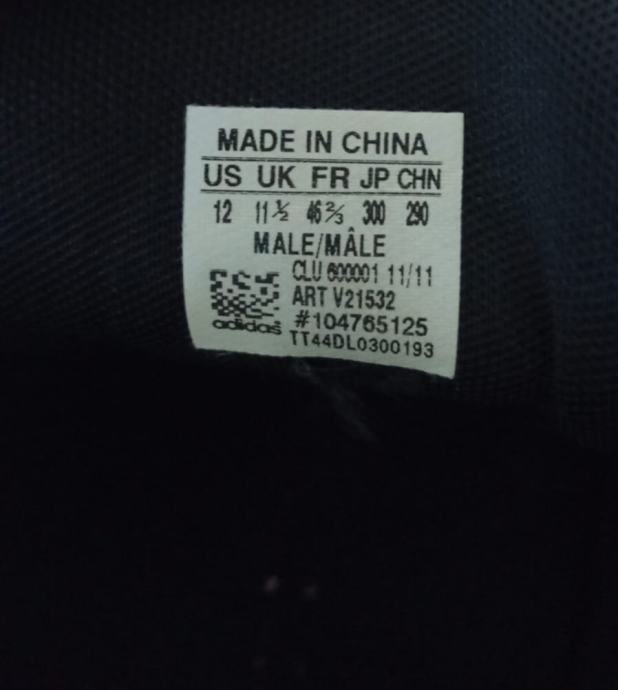 MADE IN CHINA
US UK FR JP CHN
12 11½ 46⅔ 300 290
MALE/MÂLE
CLU 600001 11/11
ART V21532
#104765125
adidas
TT44DL0300193